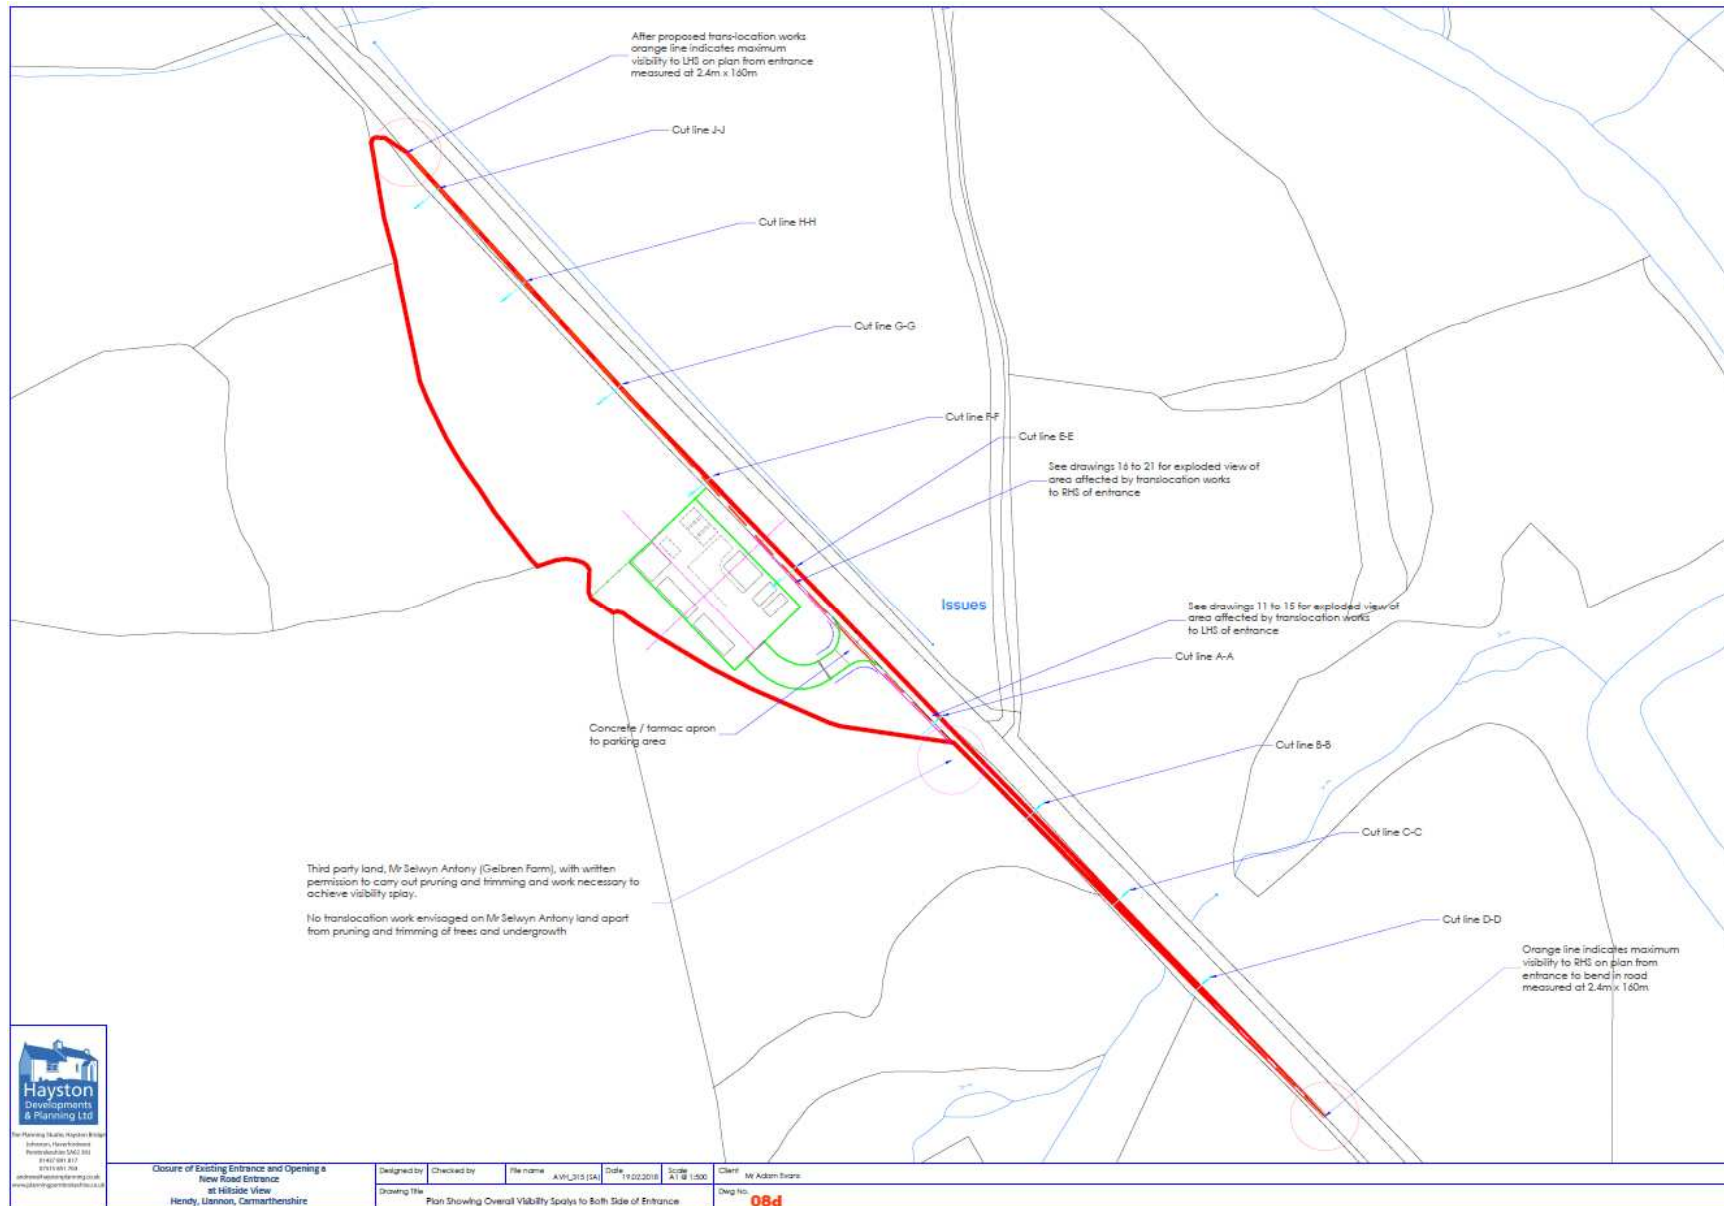 After proposed trans-location works
orange line indicates maximum
visibility to LHS on plan from entrance
measured at 2.4m x 160m
Cut line J-J
Cut line H-H
Cut line G-G
Cut line F-F
Cut line E-E
See drawings 16 to 21 for exploded view of
area affected by translocation works
to RHS of entrance
Issues
See drawings 11 to 15 for exploded view of
area affected by translocation works
to LHS of entrance
Cut line A-A
Concrete / tarmac apron
to parking area
Cut line B-B
Cut line C-C
Third party land, Mr Selwyn Antony (Geibren Farm), with written
permission to carry out pruning and trimming and work necessary to
achieve visibility splay.
No translocation work envisaged on Mr Selwyn Antony land apart
from pruning and trimming of trees and undergrowth
Cut line D-D
Orange line indicates maximum
visibility to RHS on plan from
entrance to bend in road
measured at 2.4m x 160m
Hayston
Developments
& Planning Ltd
Closure of Existing Entrance and Opening a
New Road Entrance
at Hillside View
Hendy, Llannon, Carmarthenshire
Designed by
Checked by
File name
Date
19.02.2018
Scale
A1 @ 1:500
Client
Mr Adam Evans
Drawing Title
Plan Showing Overall Visibility Spalys to Both Side of Entrance
Dwg No.
08d